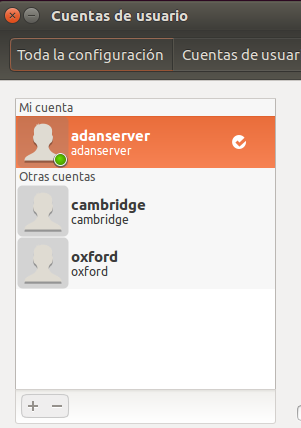 Cuentas de usuario
Toda la configuración Cuentas de usuar
Mi cuenta
adanserver
adanserver
Otras cuentas
cambridge
cambridge
oxford
oxford